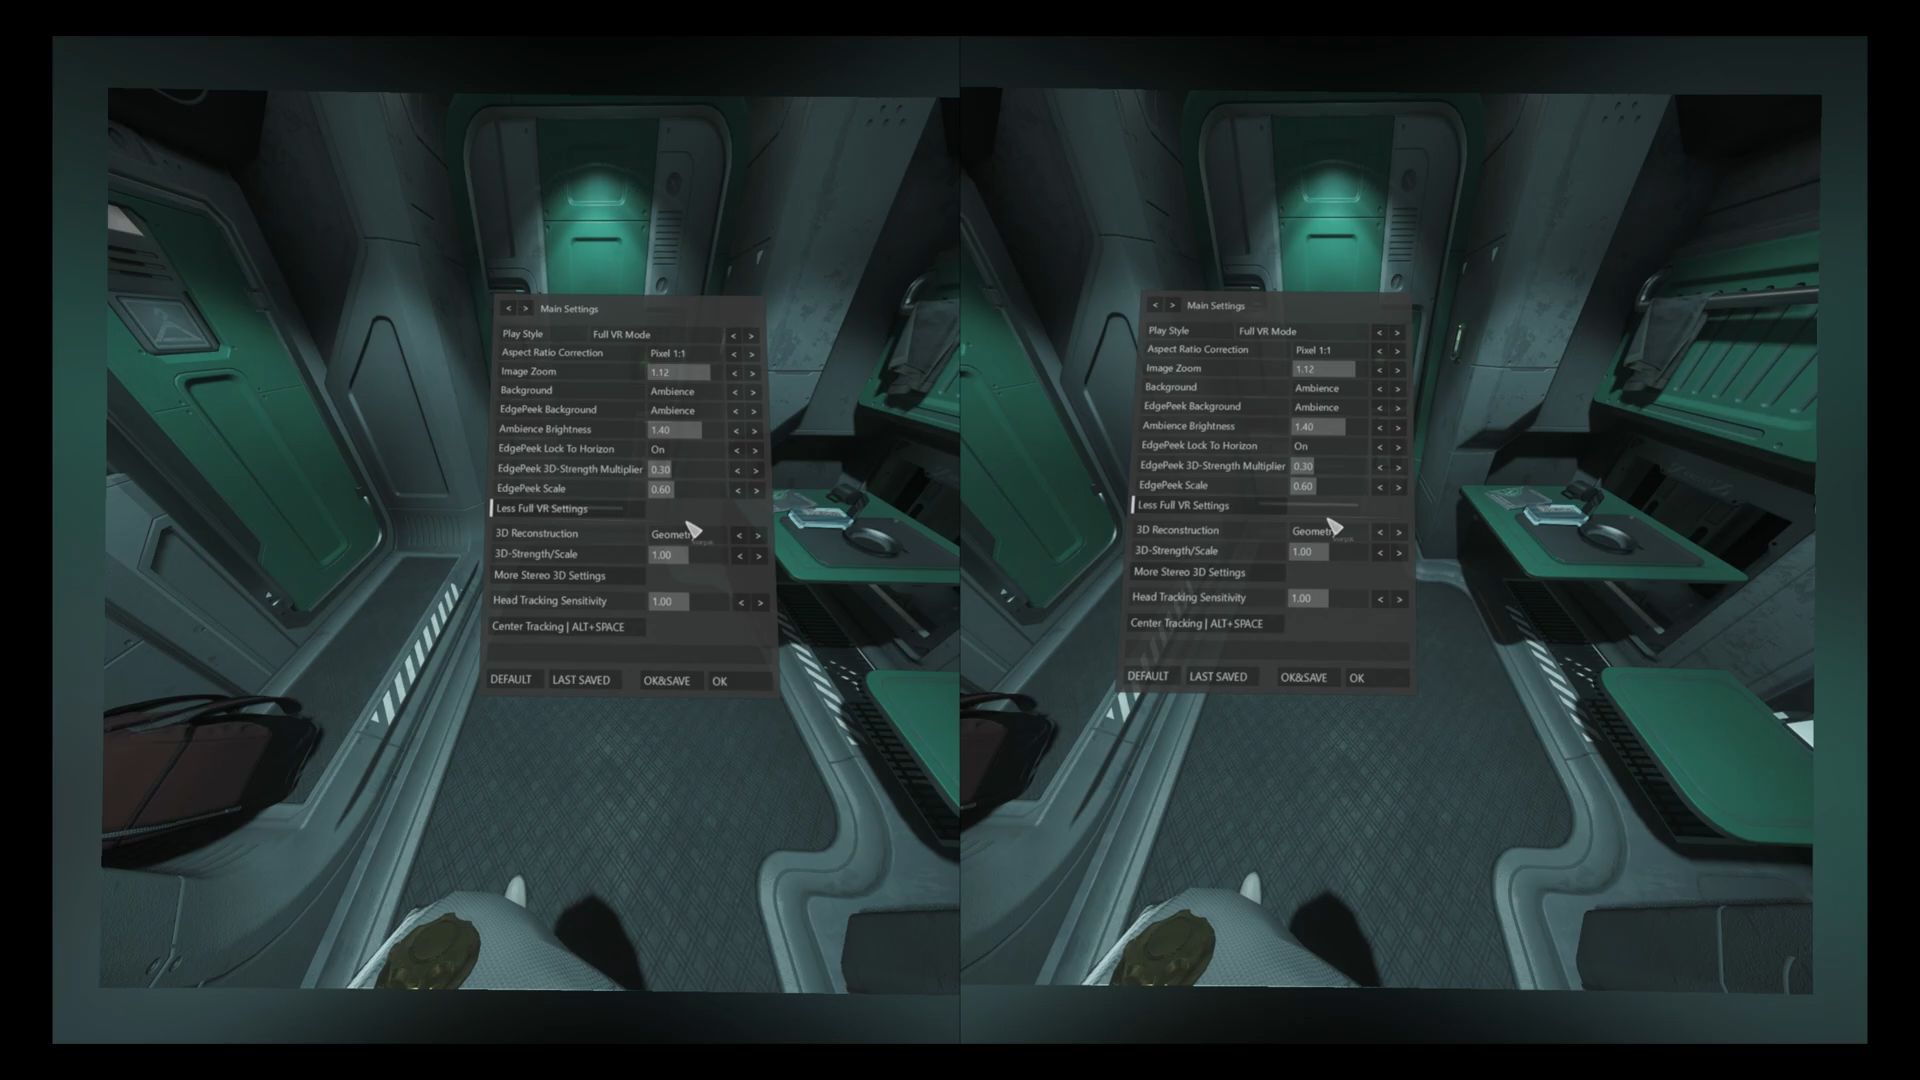 < > Main Settings
Play Style Full VR Mode < >
Aspect Ratio Correction Pixel 1:1 < >
Image Zoom 1.12 < >
Background Ambience < >
EdgePeek Background Ambience < >
Ambience Brightness 1.40 < >
EdgePeek Lock To Horizon On < >
EdgePeek 3D-Strength Multiplier 0.30 < >
EdgePeek Scale 0.60 < >
Less Full VR Settings
3D Reconstruction Geometr < >
3D-Strength/Scale 1.00 < >
More Stereo 3D Settings
Head Tracking Sensitivity 1.00 < >
Center Tracking | ALT+SPACE
DEFAULT LAST SAVED OK&SAVE OK
< > Main Settings
Play Style Full VR Mode < >
Aspect Ratio Correction Pixel 1:1 < >
Image Zoom 1.12 < >
Background Ambience < >
EdgePeek Background Ambience < >
Ambience Brightness 1.40 < >
EdgePeek Lock To Horizon On < >
EdgePeek 3D-Strength Multiplier 0.30 < >
EdgePeek Scale 0.60 < >
Less Full VR Settings
3D Reconstruction Geometr < >
3D-Strength/Scale 1.00 < >
More Stereo 3D Settings
Head Tracking Sensitivity 1.00 < >
Center Tracking | ALT+SPACE
DEFAULT LAST SAVED OK&SAVE OK